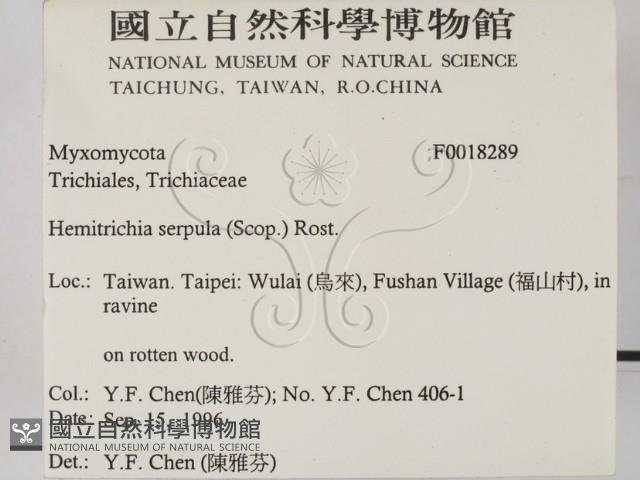 國立自然科學博物館
NATIONAL MUSEUM OF NATURAL SCIENCE
TAICHUNG, TAIWAN, R.O.CHINA
Myxomycota F0018289
Trichiales, Trichiaceae
Hemitrichia serpula (Scop.) Rost.
Loc.: Taiwan. Taipei: Wulai (烏來), Fushan Village (福山村), in
ravine
on rotten wood.
Col.: Y.F. Chen(陳雅芬); No. Y.F. Chen 406-1
Date: Sep. 15, 1996
國立自然科學博物館
NATIONAL MUSEUM OF NATURAL SCIENCE
Det.: Y.F. Chen (陳雅芬)